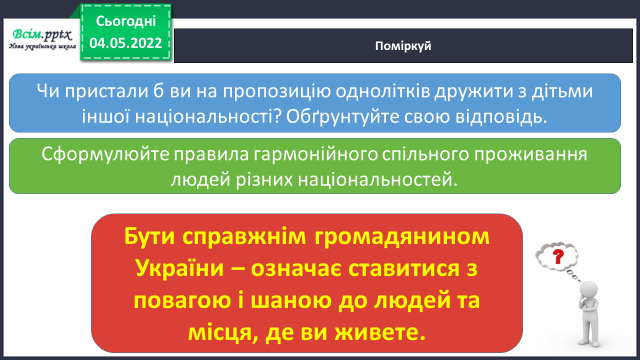 Всім.pptx
Нова українська школа
Сьогодні
04.05.2022
Поміркуй
Чи пристали б ви на пропозицію однолітків дружити з дітьми
іншої національності? Обґрунтуйте свою відповідь.
Сформулюйте правила гармонійного спільного проживання
людей різних національностей.
Бути справжнім громадянином
України – означає ставитися з
повагою і шаною до людей та
місця, де ви живете.
?